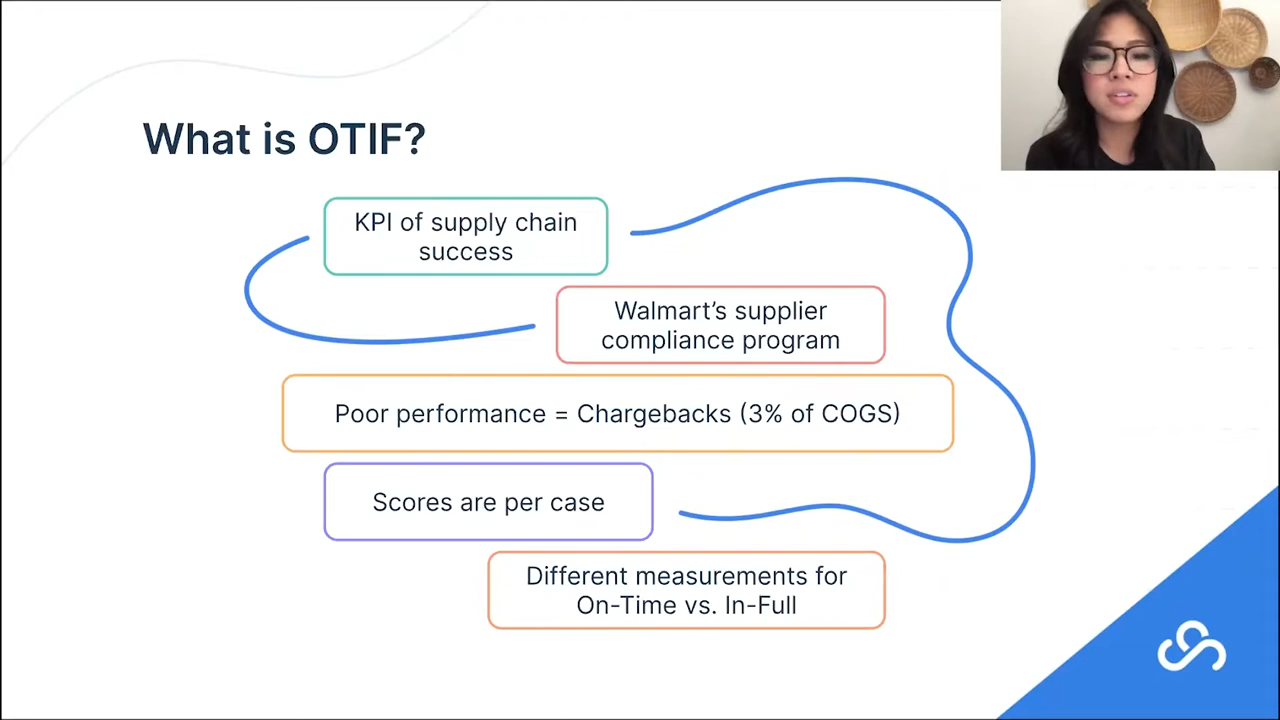 What is OTIF?
KPI of supply chain
success
Walmart's supplier
compliance program
Poor performance = Chargebacks (3% of COGS)
Scores are per case
Different measurements for
On-Time vs. In-Full